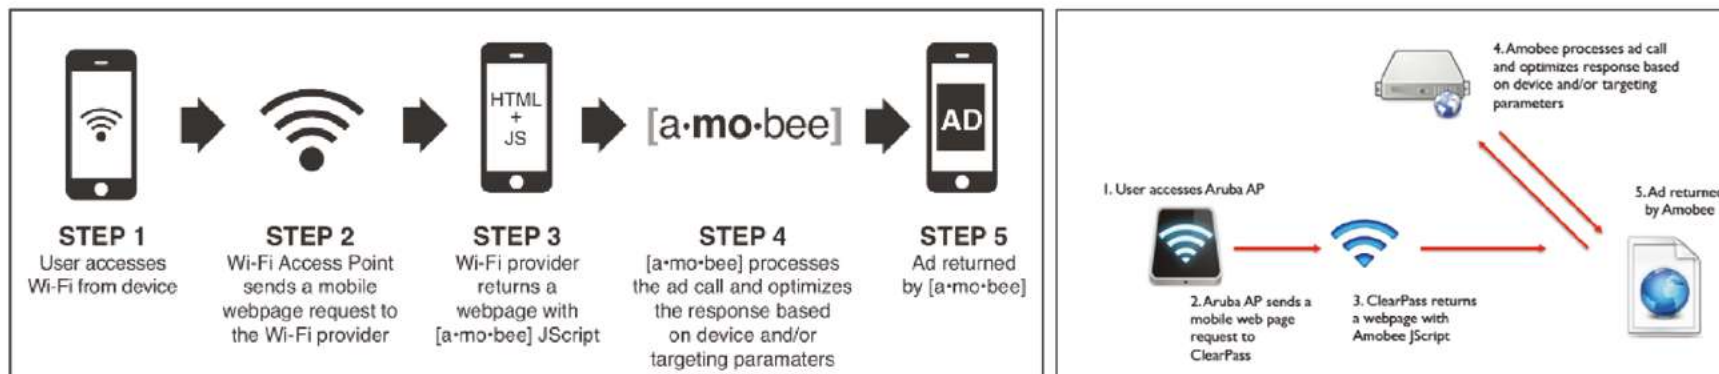 HTML
+
JS
[a•mo•bee]
AD
STEP 1
User accesses
Wi-Fi from device
STEP 2
Wi-Fi Access Point
sends a mobile
webpage request to
the Wi-Fi provider
STEP 3
Wi-Fi provider
returns a
webpage with
[a•mo•bee] JScript
STEP 4
[a•mo•bee] processes
the ad call and optimizes
the response based
on device and/or
targeting paramaters
STEP 5
Ad returned
by [a•mo•bee]
4. Amobee processes ad call
and optimizes response based
on device and/or targeting
parameters
1. User accesses Aruba AP
5. Ad returned
by Amobee
2. Aruba AP sends a
mobile web page
request to
ClearPass
3. ClearPass returns
a webpage with
Amobee JScript